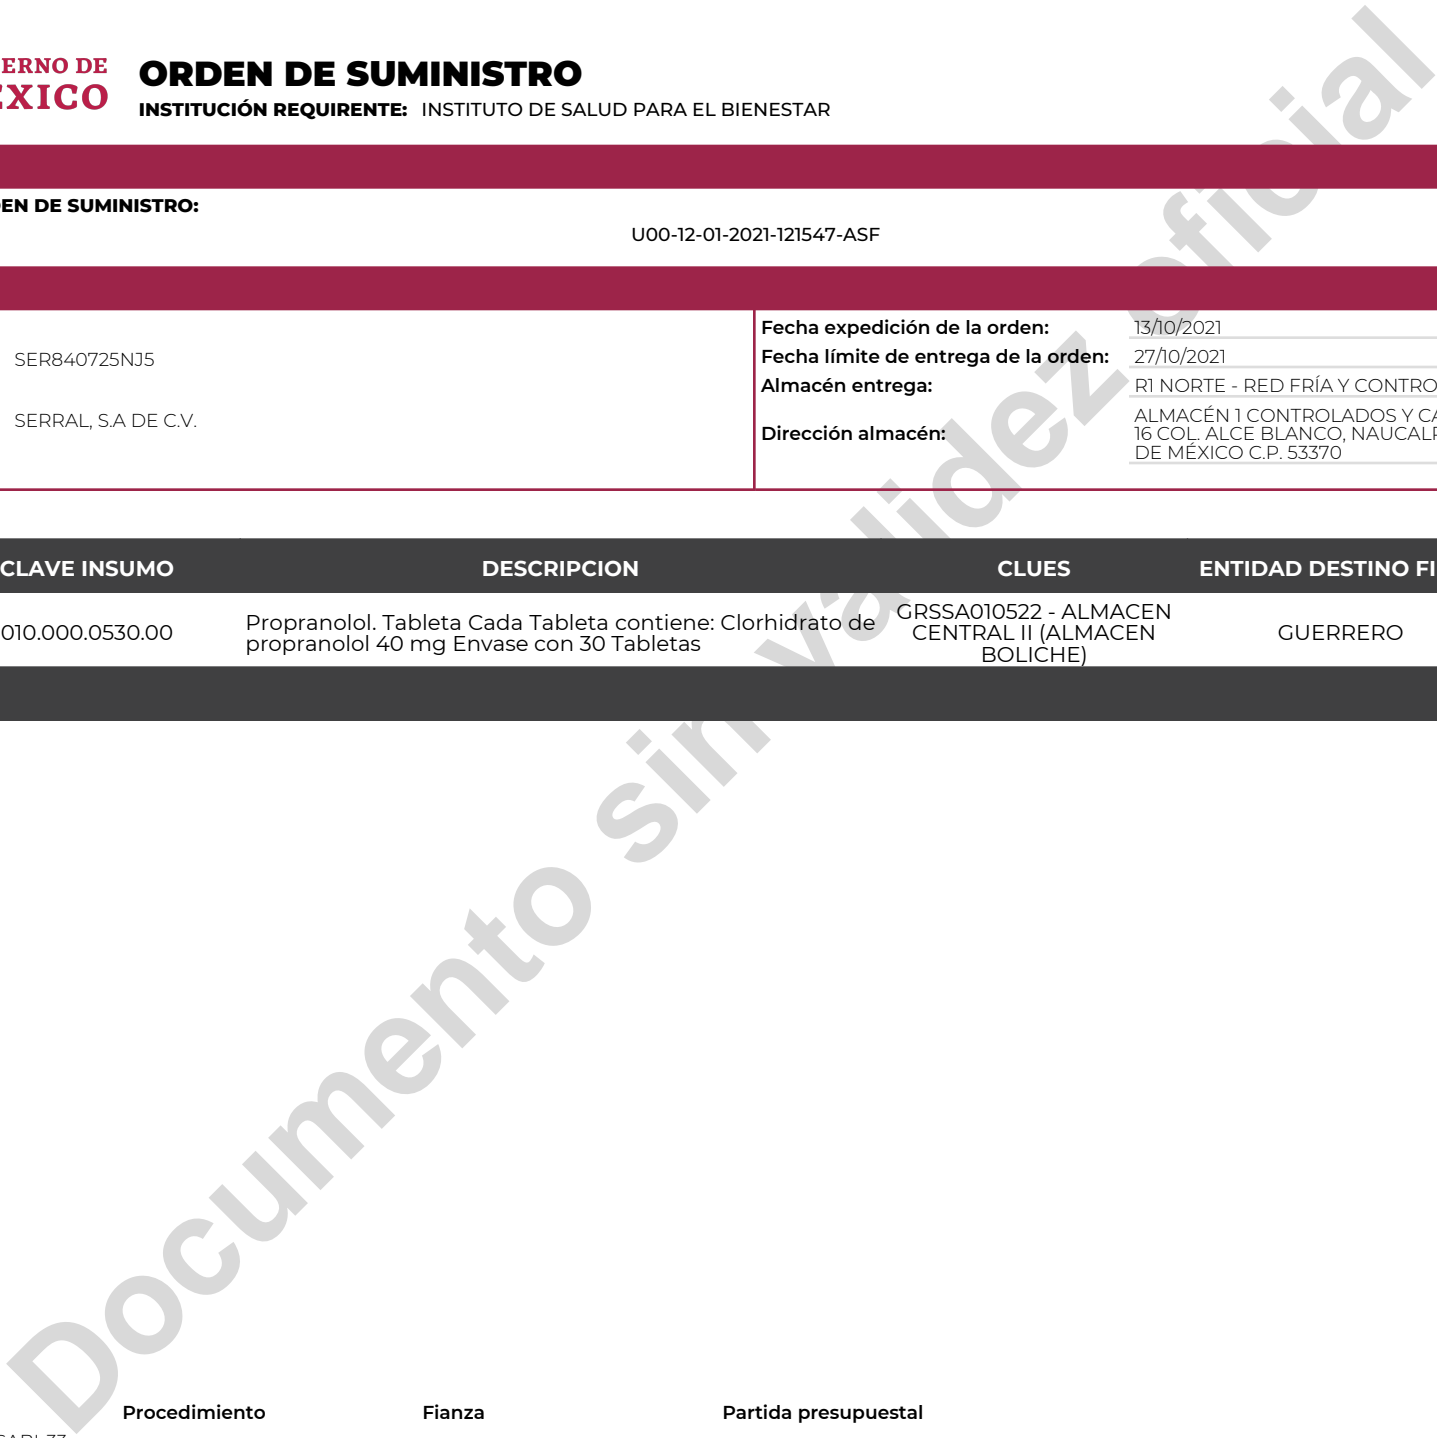 ERNO DE
EXICO
ORDEN DE SUMINISTRO
INSTITUCIÓN REQUIRENTE: INSTITUTO DE SALUD PARA EL BIENESTAR
EN DE SUMINISTRO:
U00-12-01-2021-121547-ASF
SER840725NJ5
SERRAL, S.A DE C.V.
Fecha expedición de la orden: 13/10/2021
Fecha límite de entrega de la orden: 27/10/2021
Almacén entrega: R1 NORTE - RED FRÍA Y CONTRO
Dirección almacén: ALMACÉN 1 CONTROLADOS Y CA
16 COL. ALCE BLANCO, NAUCALP
DE MÉXICO C.P. 53370
CLAVE INSUMO DESCRIPCION CLUES ENTIDAD DESTINO FI
010.000.0530.00
Propranolol. Tableta Cada Tableta contiene: Clorhidrato de
propranolol 40 mg Envase con 30 Tabletas
GRSSA010522 - ALMACEN
CENTRAL II (ALMACEN
BOLICHE)
GUERRERO
Documento sin validez oficial
Procedimiento Fianza Partida presupuestal